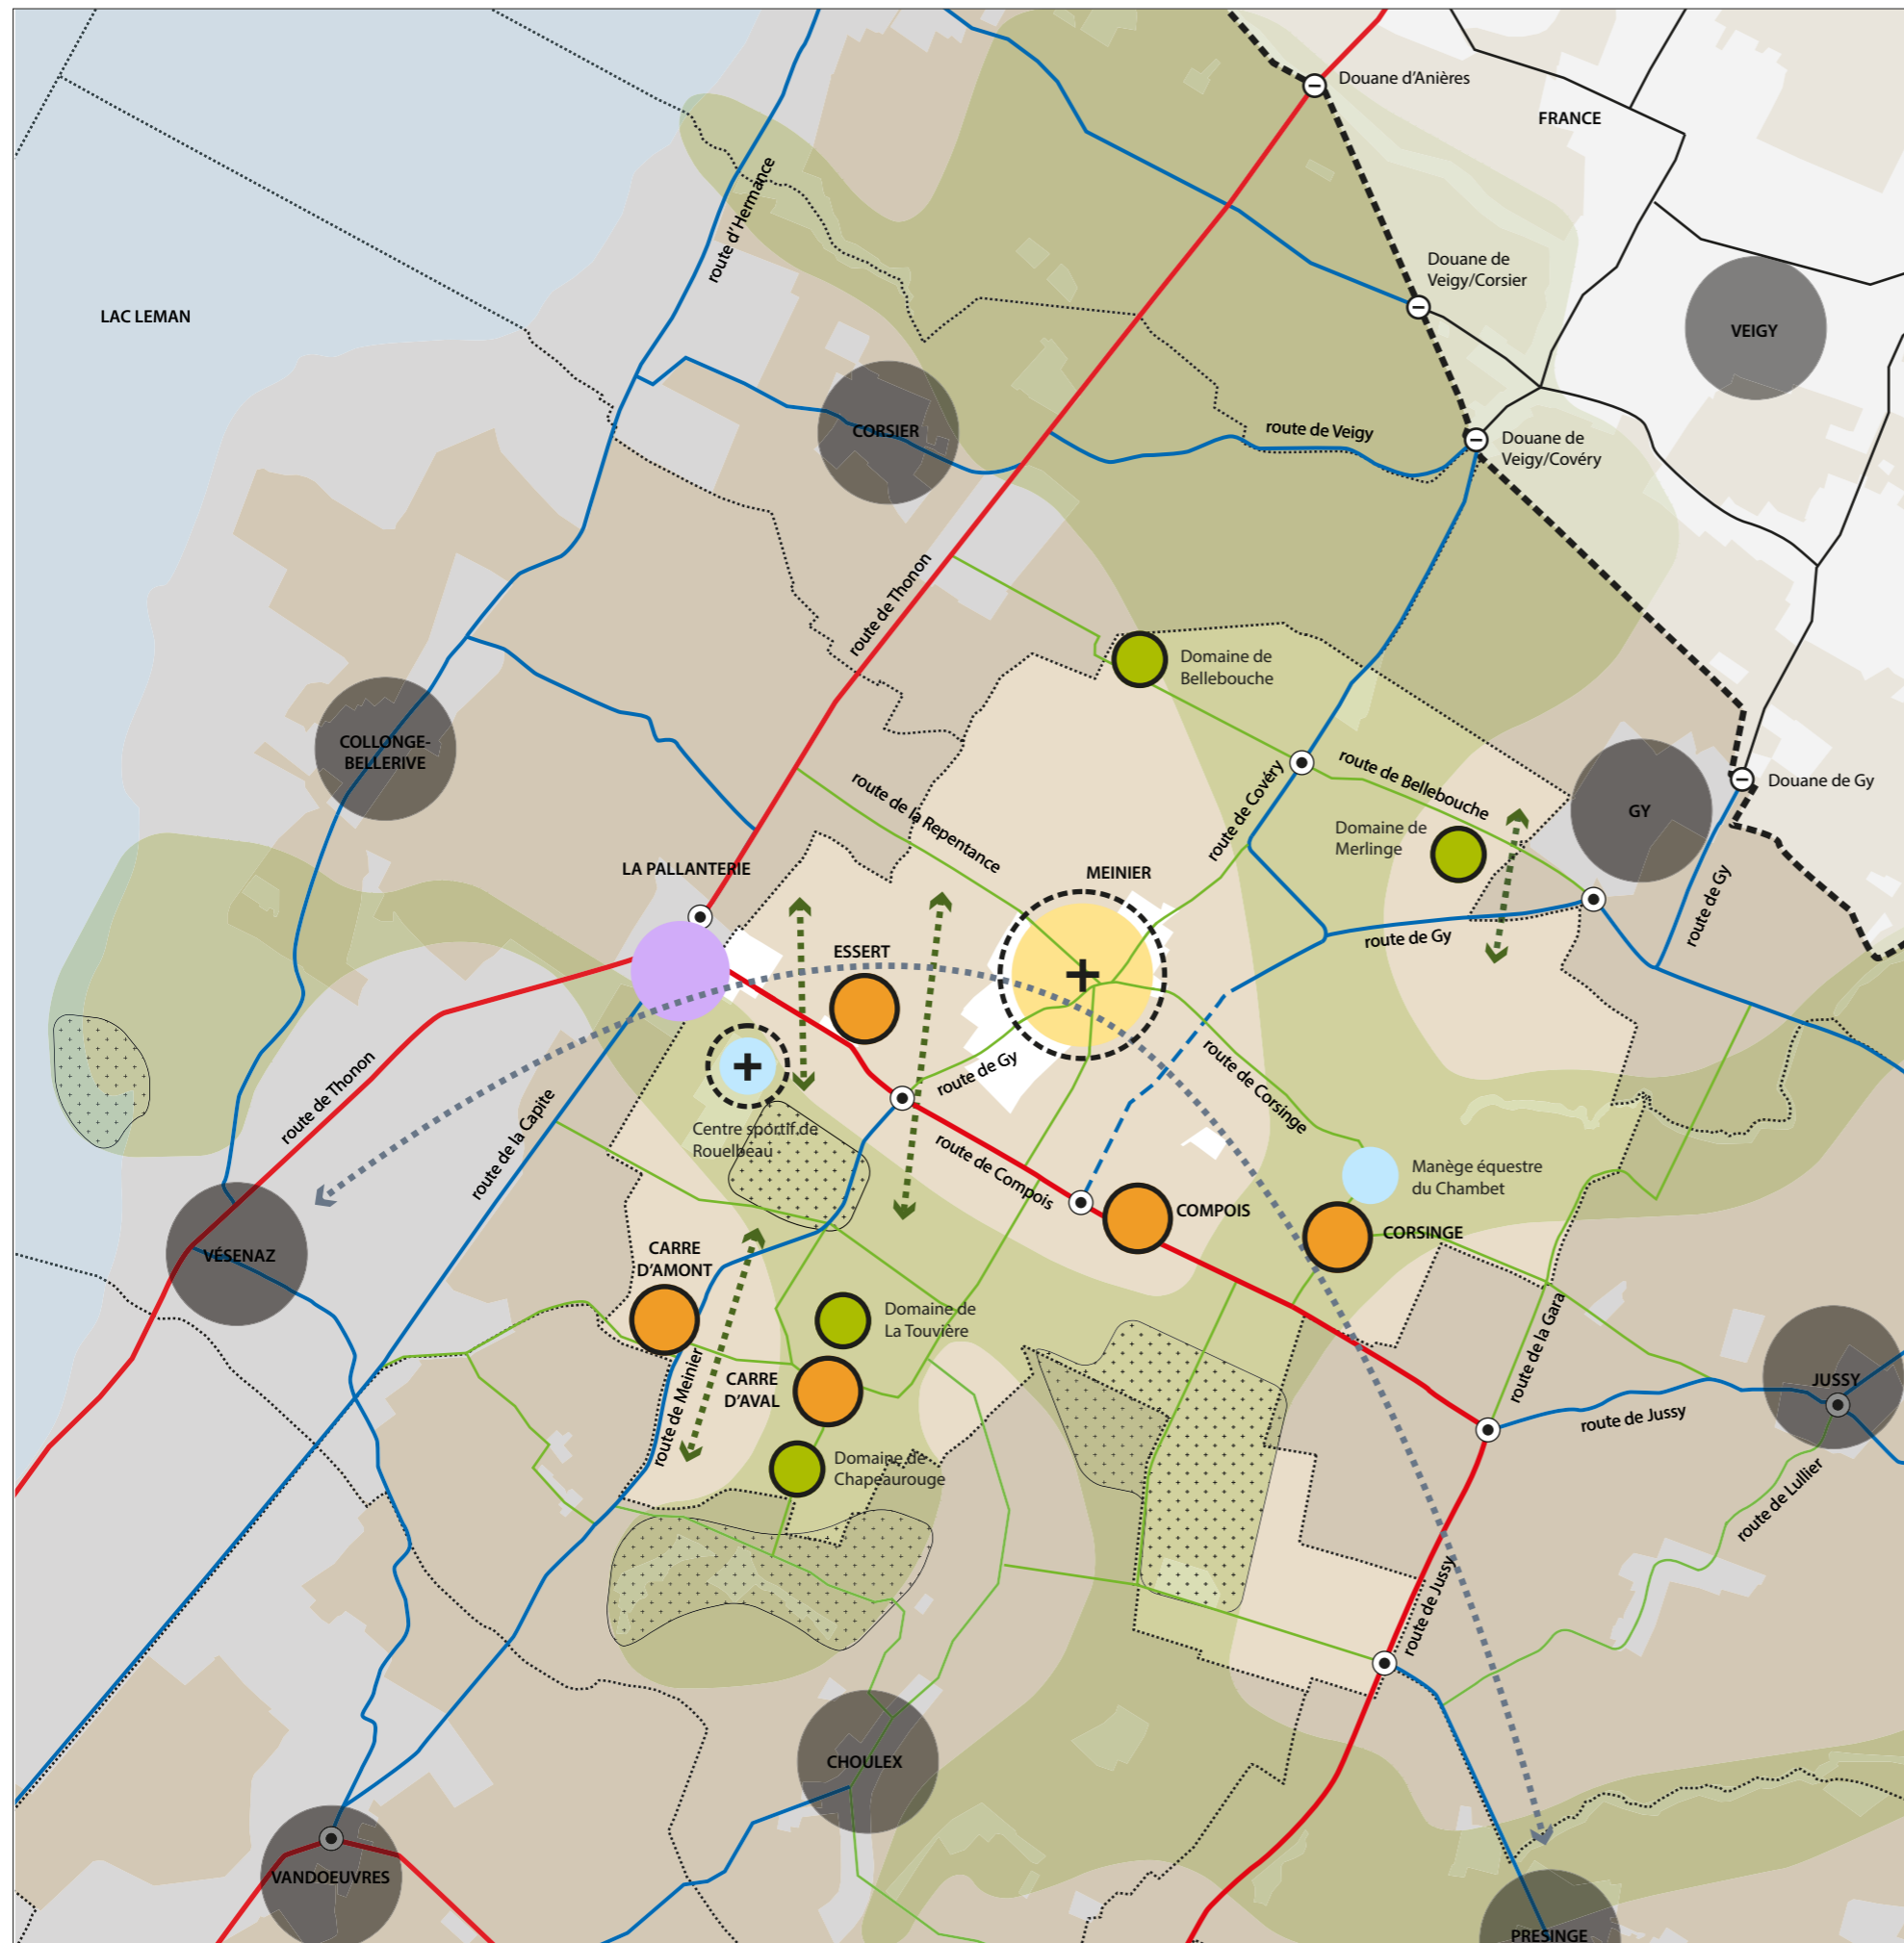 Douane d'Anières
FRANCE
route d'Hermance
Douane de
Veigy/Corsier
LAC LEMAN
VEIGY
CORSIER
route de Veigy
Douane de
Veigy/Covéry
route de Thonon
Domaine de
Bellebouche
COLLONGE-
BELLERIVE
route de Bellebouche
Douane de Gy
route de la Repentance
route de Covéry
GY
Domaine de
Merlinge
LA PALLANTERIE
MEINIER
route de Gy
route de Gy
ESSERT
route de Gy
route de Corsinge
route de Thonon
route de la Capite
Centre sportif de
Rouelbeau
route de Compois
Manège équestre
du Chambet
COMPOIS
CORSINGE
VÉSENAZ
CARRE
D'AMONT
Domaine de
La Touvière
route de la Gara
CARRE
D'AVAL
JUSSY
route de Meinier
route de Jussy
Domaine de
Chapeaurouge
route de Lullier
route de Jussy
CHOULEX
VANDOEUVRES
PRESINGE